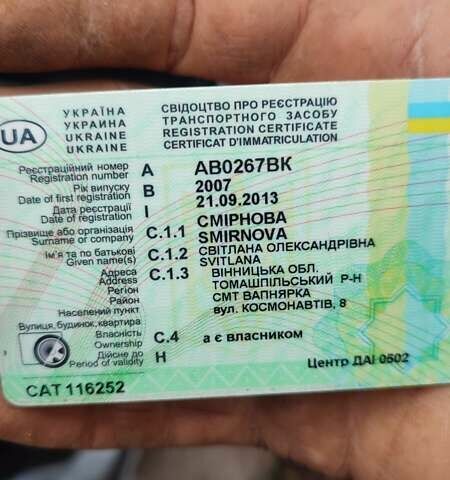 UA
УКРАЇНА
УКРАИНА
UKRAINE
UKRAINE
СВІДОЦТВО ПРО РЕЄСТРАЦІЮ
ТРАНСПОРТНОГО ЗАСОБУ
REGISTRATION CERTIFICATE
CERTIFICAT D'IMMATRICULATION
Реєстраційний номер A AB0267BK
Registration number
Рік випуску B 2007
Date of first registration
Дата реєстрації I 21.09.2013
Date of registration
Прізвище або організація C.1.1 СМІРНОВА
Surname or company SMIRNOVA
Ім'я та по батькові C.1.2 СВІТЛАНА ОЛЕКСАНДРІВНА
Given name(s) SVITLANA
Адреса C.1.3 ВІННИЦЬКА ОБЛ.
Address ТОМАШПІЛЬСЬКИЙ Р-Н
Регіон СМТ ВАПНЯРКА
Район вул. КОСМОНАВТІВ, 8
Населений пункт
Вулиця, будинок, квартира
Власність C.4 а є власником
Ownership
Дійсне до H
Period of validity
Центр ДАІ 0502
CAT 116252